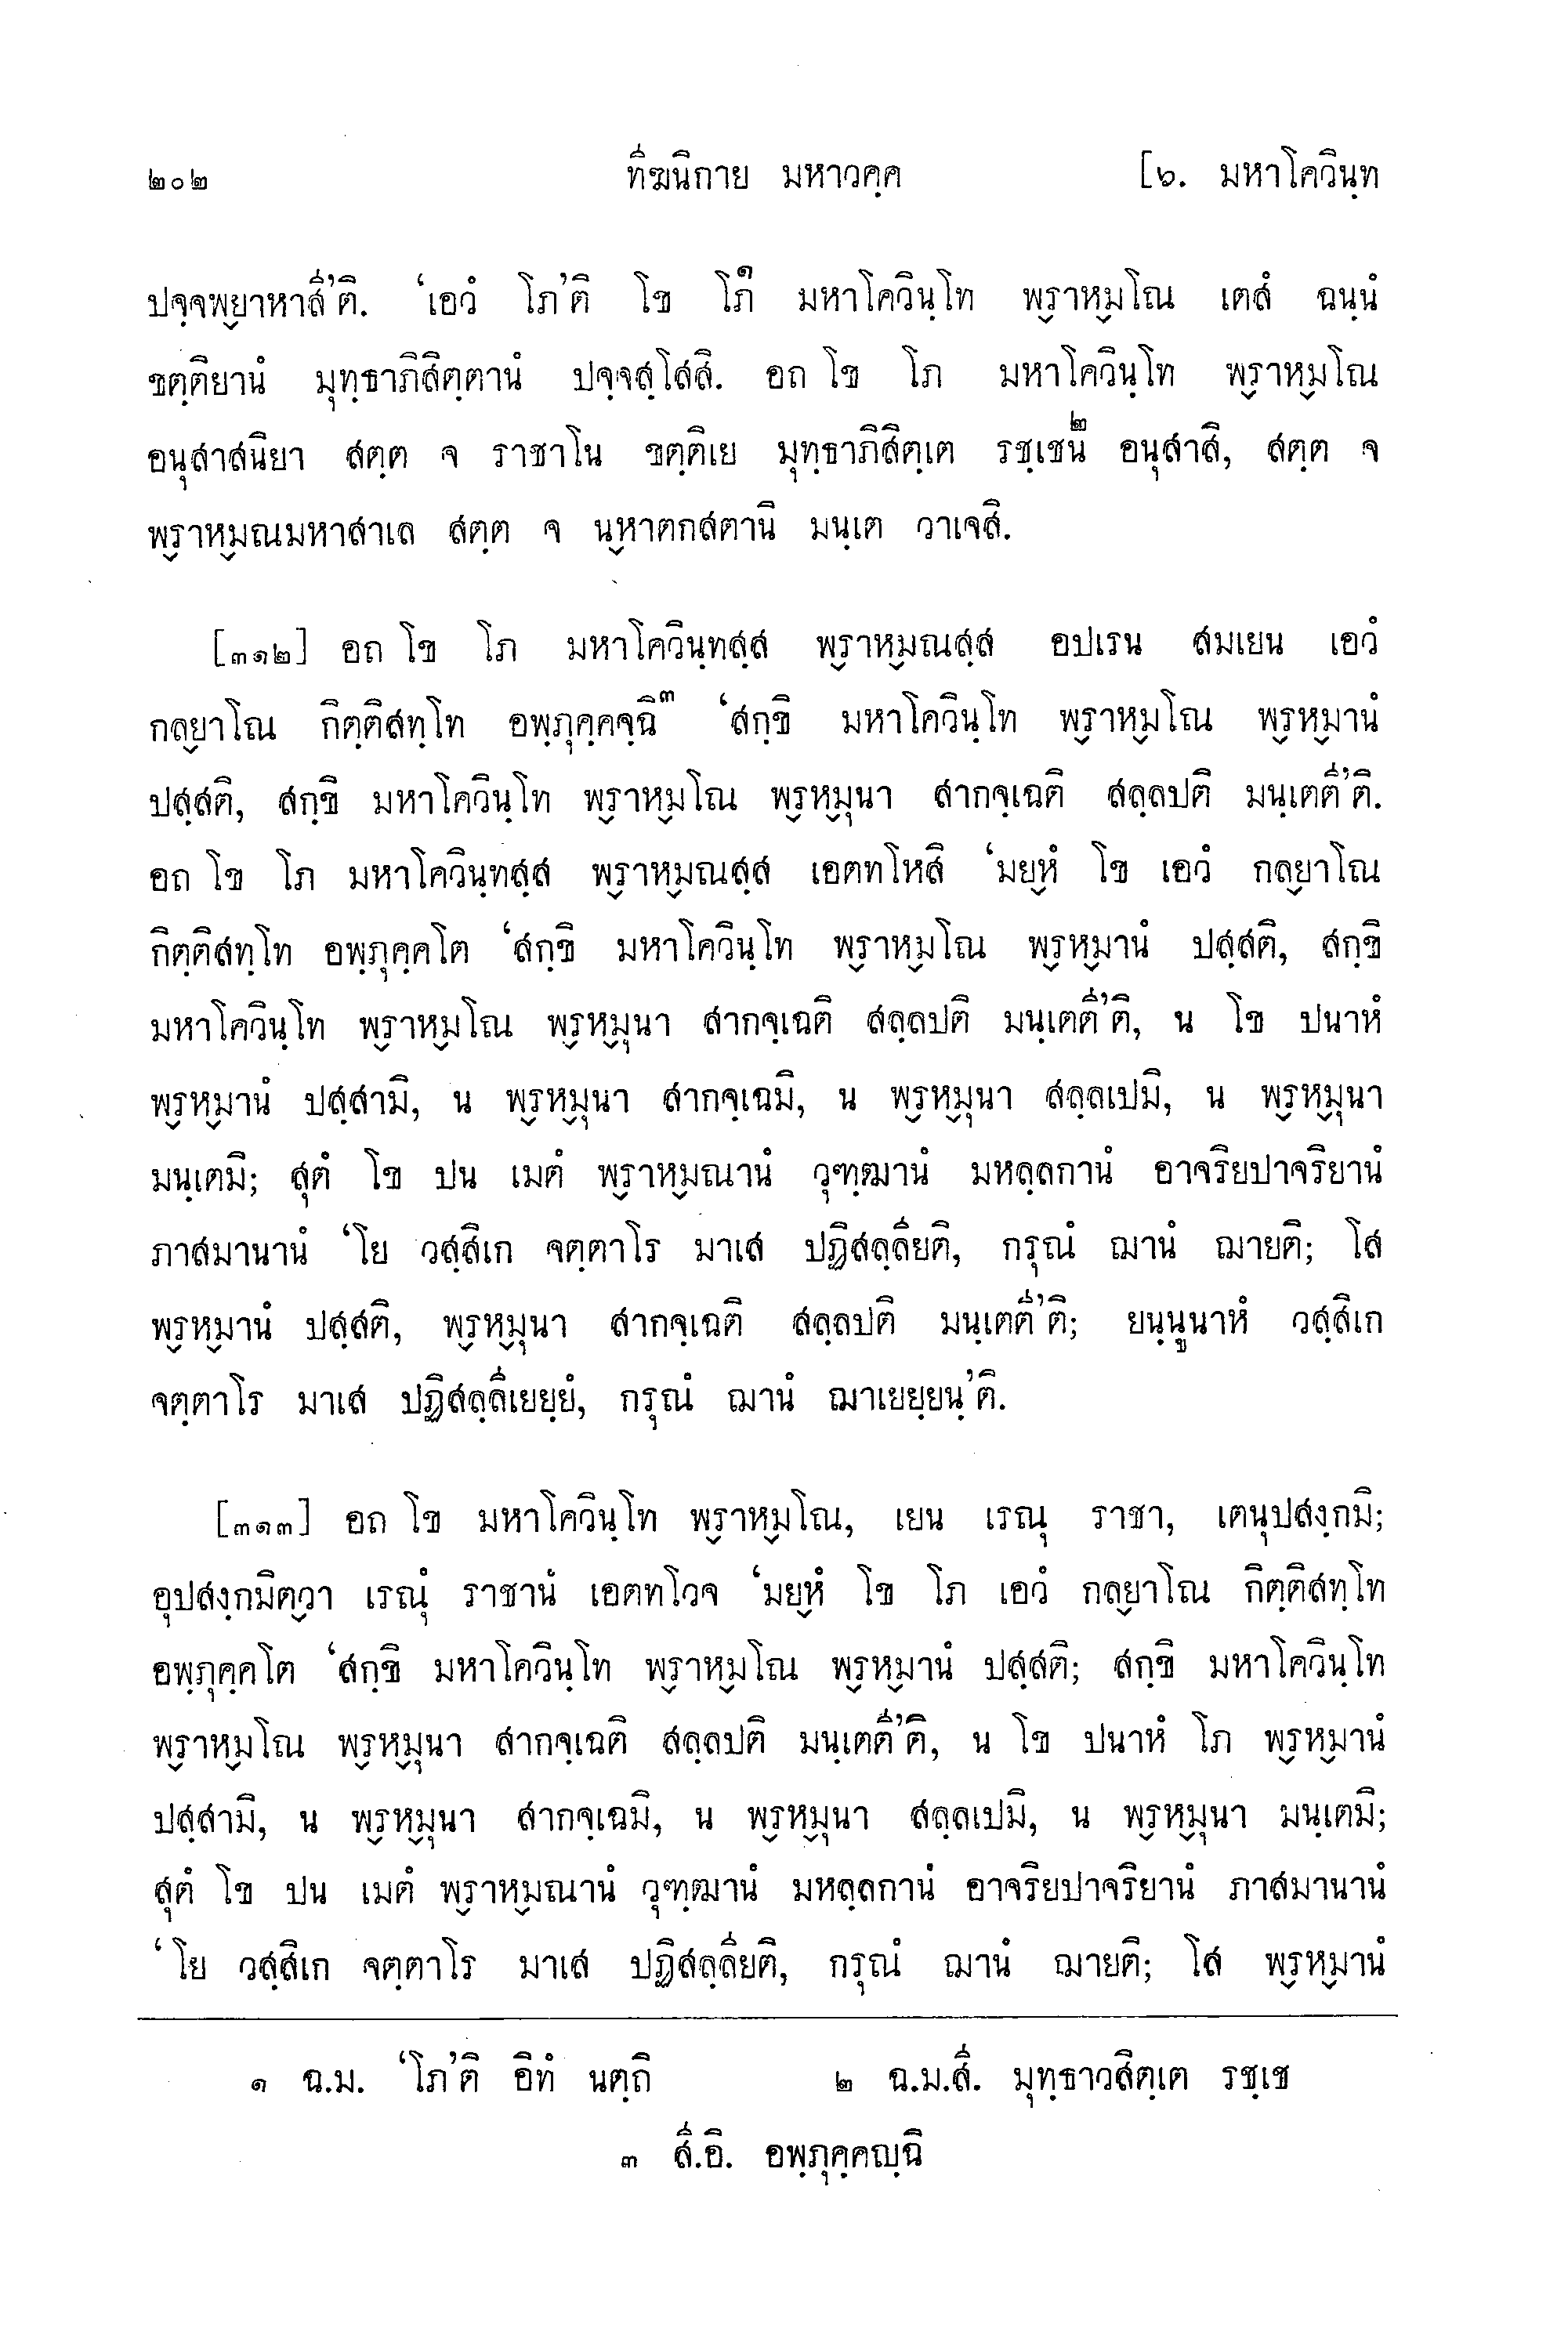 ๒๐๒ ทีฆนิกาย มหาวคฺค [๖. มหาโควินฺท
ปจฺจพฺยาหาสี’ติ. ‘เอวํ โภ’ติ โข โภ๑ มหาโควินฺโท พฺราหฺมโณ เตสํ ฉนฺนํ
ขตฺติยานํ มุทฺธาภิสิตฺตานํ ปจฺจสฺโสสิ. อถ โข โภ มหาโควินฺโท พฺราหฺมโณ
อนุสาสนิยา สตฺต จ ราชาโน ขตฺติเย มุทฺธาภิสิตฺเต รชฺเชน๒ อนุสาสิ, สตฺต จ
พฺราหฺมณมหาสาเล สตฺต จ นฺหาตกสตานิ มนฺเต วาเจสิ.
[๓๑๒] อถ โข โภ มหาโควินฺทสฺส พฺราหฺมณสฺส อปเรน สมเยน เอวํ
กลฺยาโณ กิตฺติสทฺโท อพฺภุคฺคจฺฉิ๓ ‘สกฺขิ มหาโควินฺโท พฺราหฺมโณ พฺรหฺมานํ
ปสฺสติ, สกฺขิ มหาโควินฺโท พฺราหฺมโณ พฺรหฺมุนา สากจฺเฉติ สลฺลปติ มนฺเตตี’ติ.
อถ โข โภ มหาโควินฺทสฺส พฺราหฺมณสฺส เอตทโหสิ ‘มยฺหํ โข เอวํ กลฺยาโณ
กิตฺติสทฺโท อพฺภุคฺคโต ‘สกฺขิ มหาโควินฺโท พฺราหฺมโณ พฺรหฺมานํ ปสฺสติ, สกฺขิ
มหาโควินฺโท พฺราหฺมโณ พฺรหฺมุนา สากจฺเฉติ สลฺลปติ มนฺเตตี’ติ, น โข ปนาหํ
พฺรหฺมานํ ปสฺสามิ, น พฺรหฺมุนา สากจฺเฉมิ, น พฺรหฺมุนา สลฺลเปมิ, น พฺรหฺมุนา
มนฺเตมิ; สุตํ โข ปน เมตํ พฺราหฺมณานํ วุฑฺฒานํ มหลฺลกานํ อาจริยปาจริยานํ
ภาสมานานํ ‘โย วสฺสิเก จตฺตาโร มาเส ปฏิสลฺลียติ, กรุณํ ฌานํ ฌายติ; โส
พฺรหฺมานํ ปสฺสติ, พฺรหฺมุนา สากจฺเฉติ สลฺลปติ มนฺเตตี’ติ; ยนฺนูนาหํ วสฺสิเก
จตฺตาโร มาเส ปฏิสลฺลีเยยฺยํ, กรุณํ ฌานํ ฌาเยยฺยนฺ’ติ.
[๓๑๓] อถ โข มหาโควินฺโท พฺราหฺมโณ, เยน เรณุ ราชา, เตนุปสงฺกมิ;
อุปสงฺกมิตฺวา เรณุํ ราชานํ เอตทโวจ ‘มยฺหํ โข โภ เอวํ กลฺยาโณ กิตฺติสทฺโท
อพฺภุคฺคโต ‘สกฺขิ มหาโควินฺโท พฺราหฺมโณ พฺรหฺมานํ ปสฺสติ; สกฺขิ มหาโควินฺโท
พฺราหฺมโณ พฺรหฺมุนา สากจฺเฉติ สลฺลปติ มนฺเตตี’ติ, น โข ปนาหํ โภ พฺรหฺมานํ
ปสฺสามิ, น พฺรหฺมุนา สากจฺเฉมิ, น พฺรหฺมุนา สลฺลเปมิ, น พฺรหฺมุนา มนฺเตมิ;
สุตํ โข ปน เมตํ พฺราหฺมณานํ วุฑฺฒานํ มหลฺลกานํ อาจริยปาจริยานํ ภาสมานานํ
‘โย วสฺสิเก จตฺตาโร มาเส ปฏิสลฺลียติ, กรุณํ ฌานํ ฌายติ; โส พฺรหฺมานํ
๑ ฉ.ม. ‘โภ’ติ อิทํ นตฺถิ ๒ ฉ.ม.สี. มุทฺธาวสิตฺเต รชฺเช
๓ สี.อิ. อพฺภุคฺคญฺฉิ